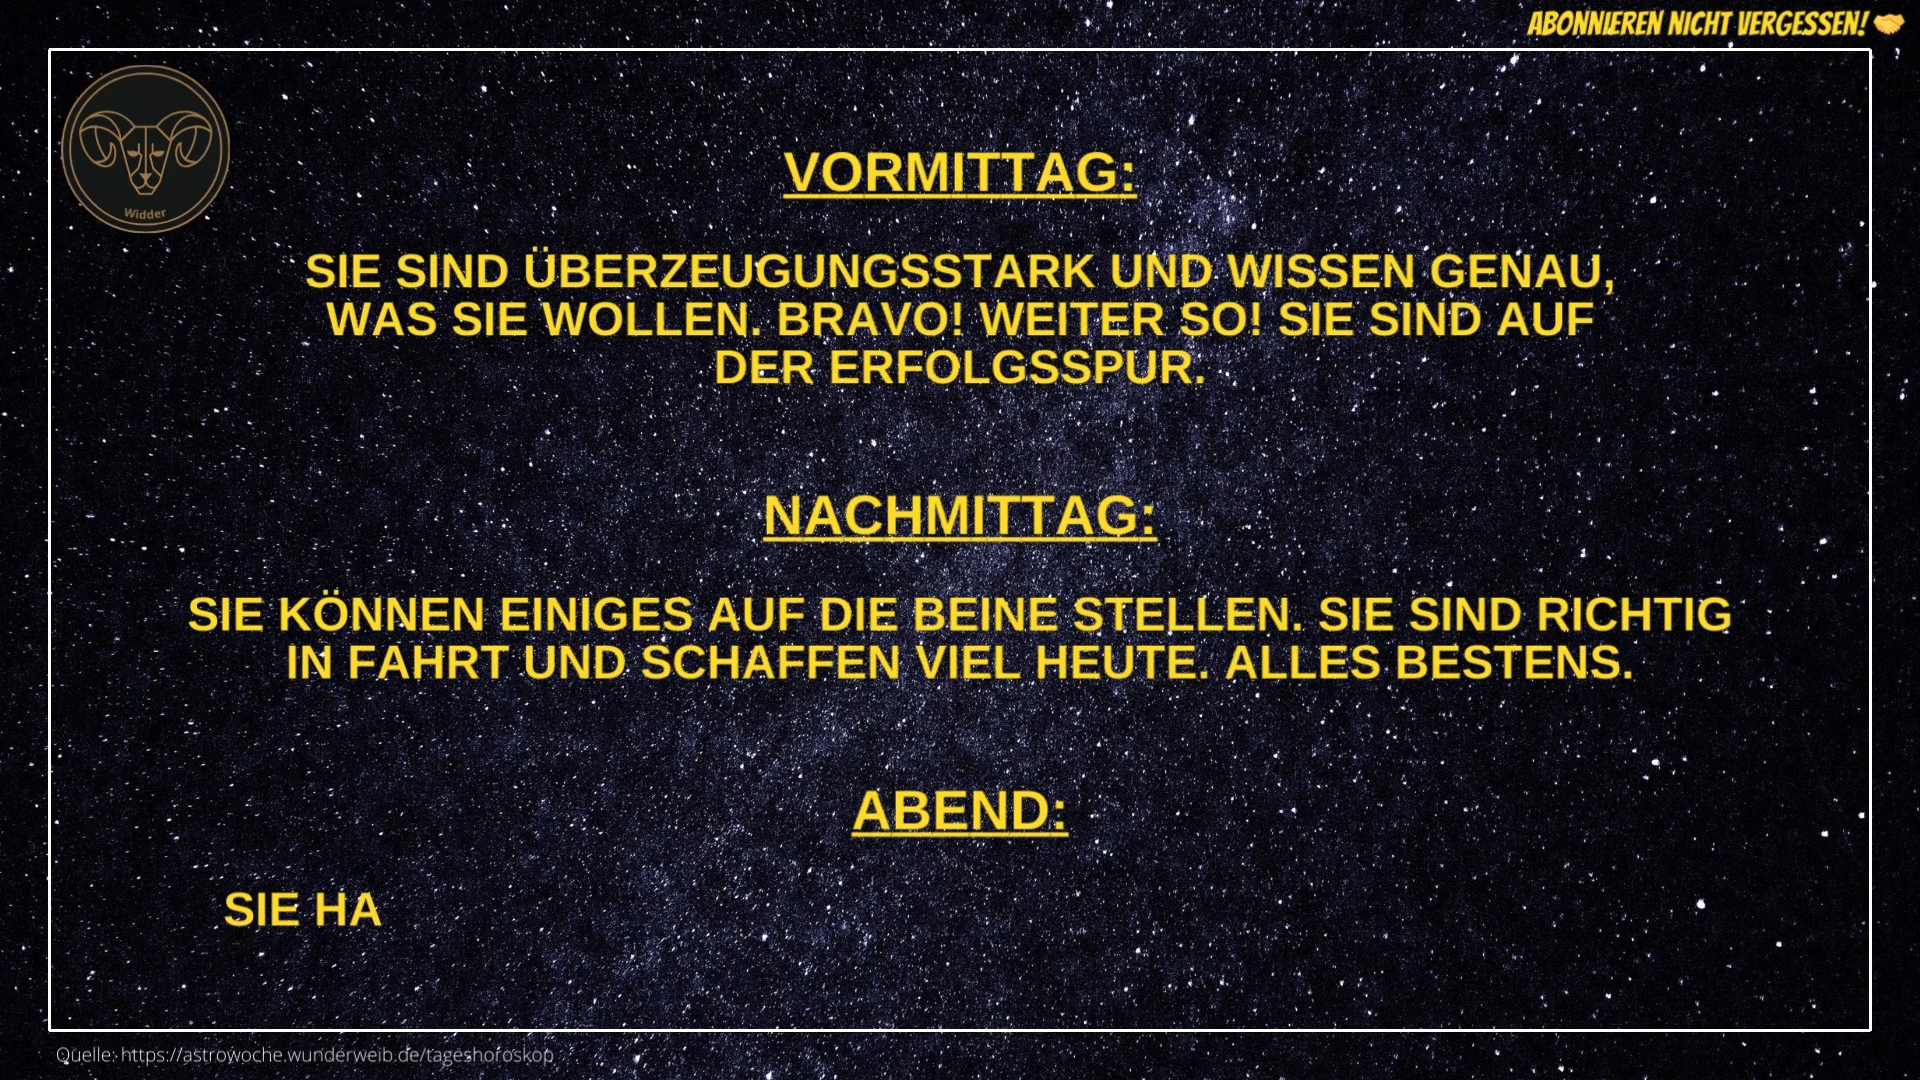 ABONNIEREN NICHT VERGESSEN!
Widder
VORMITTAG:
SIE SIND ÜBERZEUGUNGSSTARK UND WISSEN GENAU,
WAS SIE WOLLEN. BRAVO! WEITER SO! SIE SIND AUF
DER ERFOLGSSPUR.
NACHMITTAG:
SIE KÖNNEN EINIGES AUF DIE BEINE STELLEN. SIE SIND RICHTIG
IN FAHRT UND SCHAFFEN VIEL HEUTE. ALLES BESTENS.
ABEND:
SIE HA
Quelle: https://astrowoche.wunderweib.de/tageshoroskop